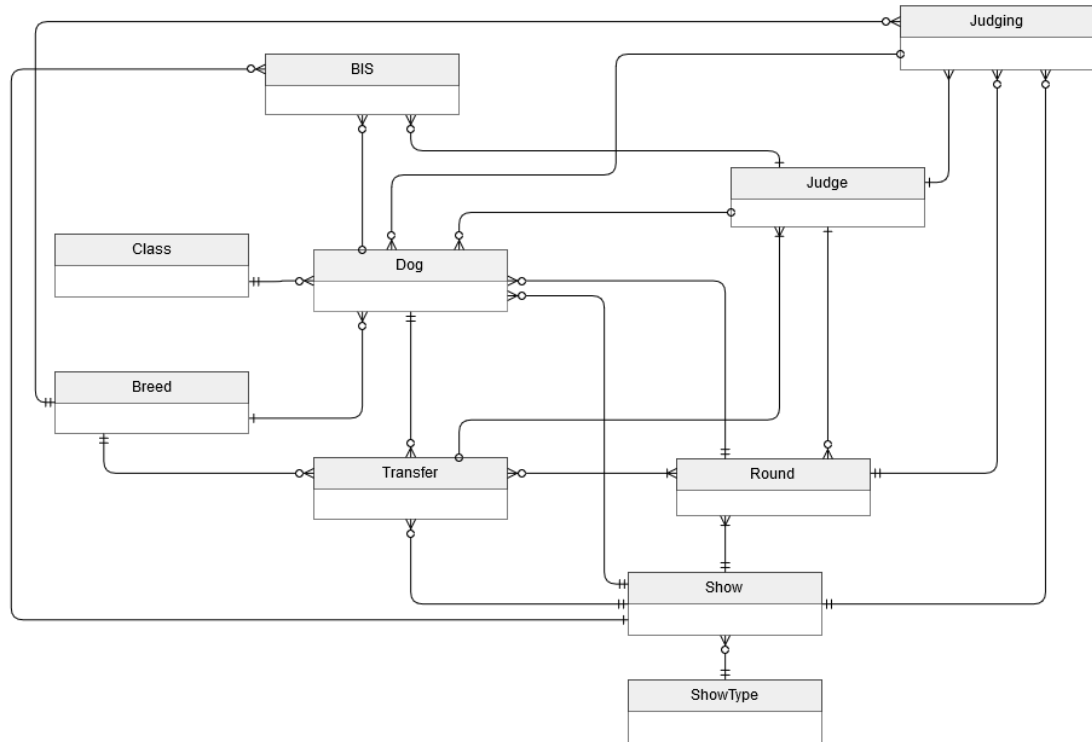 Judging
BIS
Judge
Class
Dog
Breed
Transfer
Round
Show
ShowType